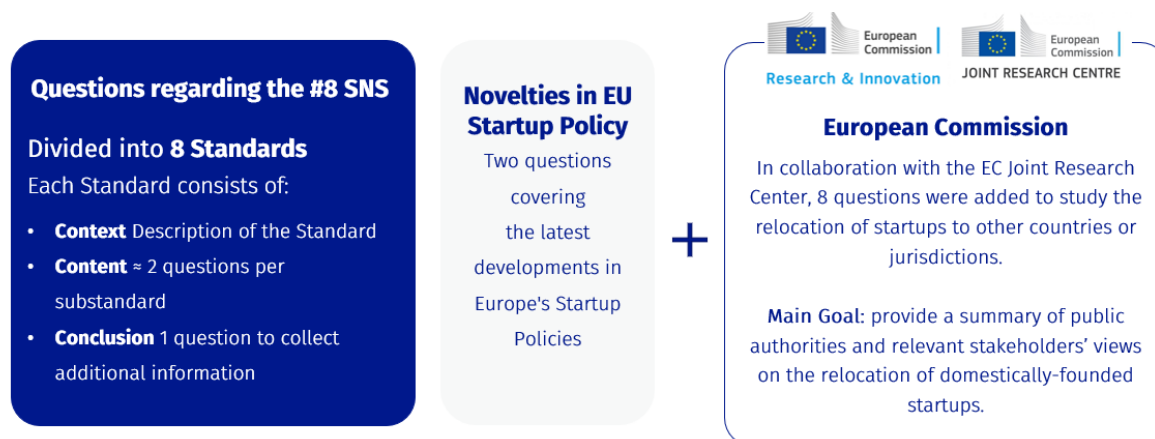 Questions regarding the #8 SNS
Divided into 8 Standards
Each Standard consists of:
• Context Description of the Standard
• Content ≈ 2 questions per
substandard
• Conclusion 1 question to collect
additional information
Novelties in EU
Startup Policy
Two questions
covering
the latest
developments in
Europe's Startup
Policies
+
European
Commission
Research & Innovation
European
Commission
JOINT RESEARCH CENTRE
European Commission
In collaboration with the EC Joint Research
Center, 8 questions were added to study the
relocation of startups to other countries or
jurisdictions.
Main Goal: provide a summary of public
authorities and relevant stakeholders’ views
on the relocation of domestically-founded
startups.